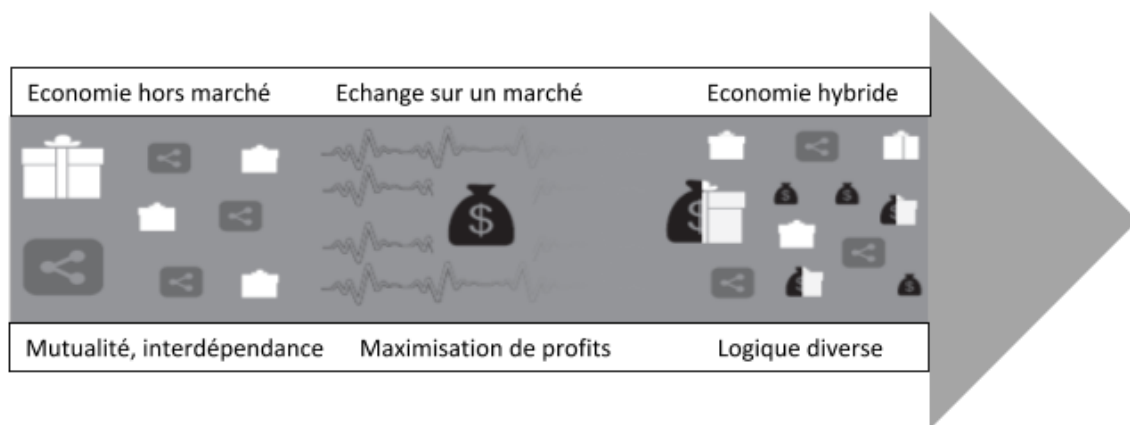 Economie hors marché
Echange sur un marché
Economie hybride
$
$
$
$
$
$
$
Mutualité, interdépendance
Maximisation de profits
Logique diverse